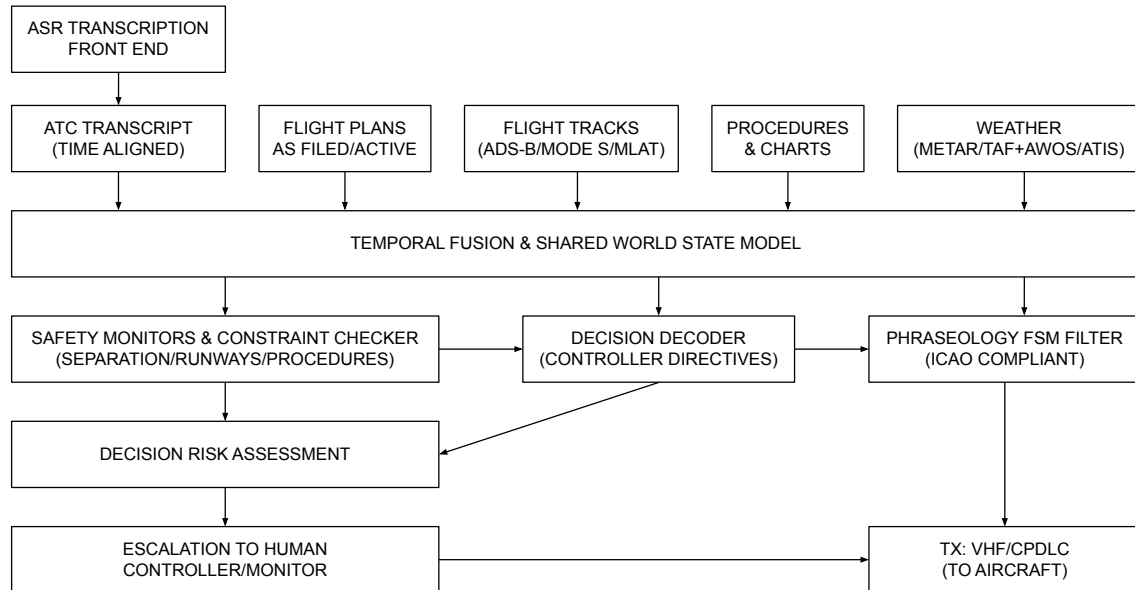 ASR TRANSCRIPTION
FRONT END
ATC TRANSCRIPT
(TIME ALIGNED)
FLIGHT PLANS
AS FILED/ACTIVE
FLIGHT TRACKS
(ADS-B/MODE S/MLAT)
PROCEDURES
& CHARTS
WEATHER
(METAR/TAF+AWOS/ATIS)
TEMPORAL FUSION & SHARED WORLD STATE MODEL
SAFETY MONITORS & CONSTRAINT CHECKER
(SEPARATION/RUNWAYS/PROCEDURES)
DECISION DECODER
(CONTROLLER DIRECTIVES)
PHRASEOLOGY FSM FILTER
(ICAO COMPLIANT)
DECISION RISK ASSESSMENT
ESCALATION TO HUMAN
CONTROLLER/MONITOR
TX: VHF/CPDLC
(TO AIRCRAFT)